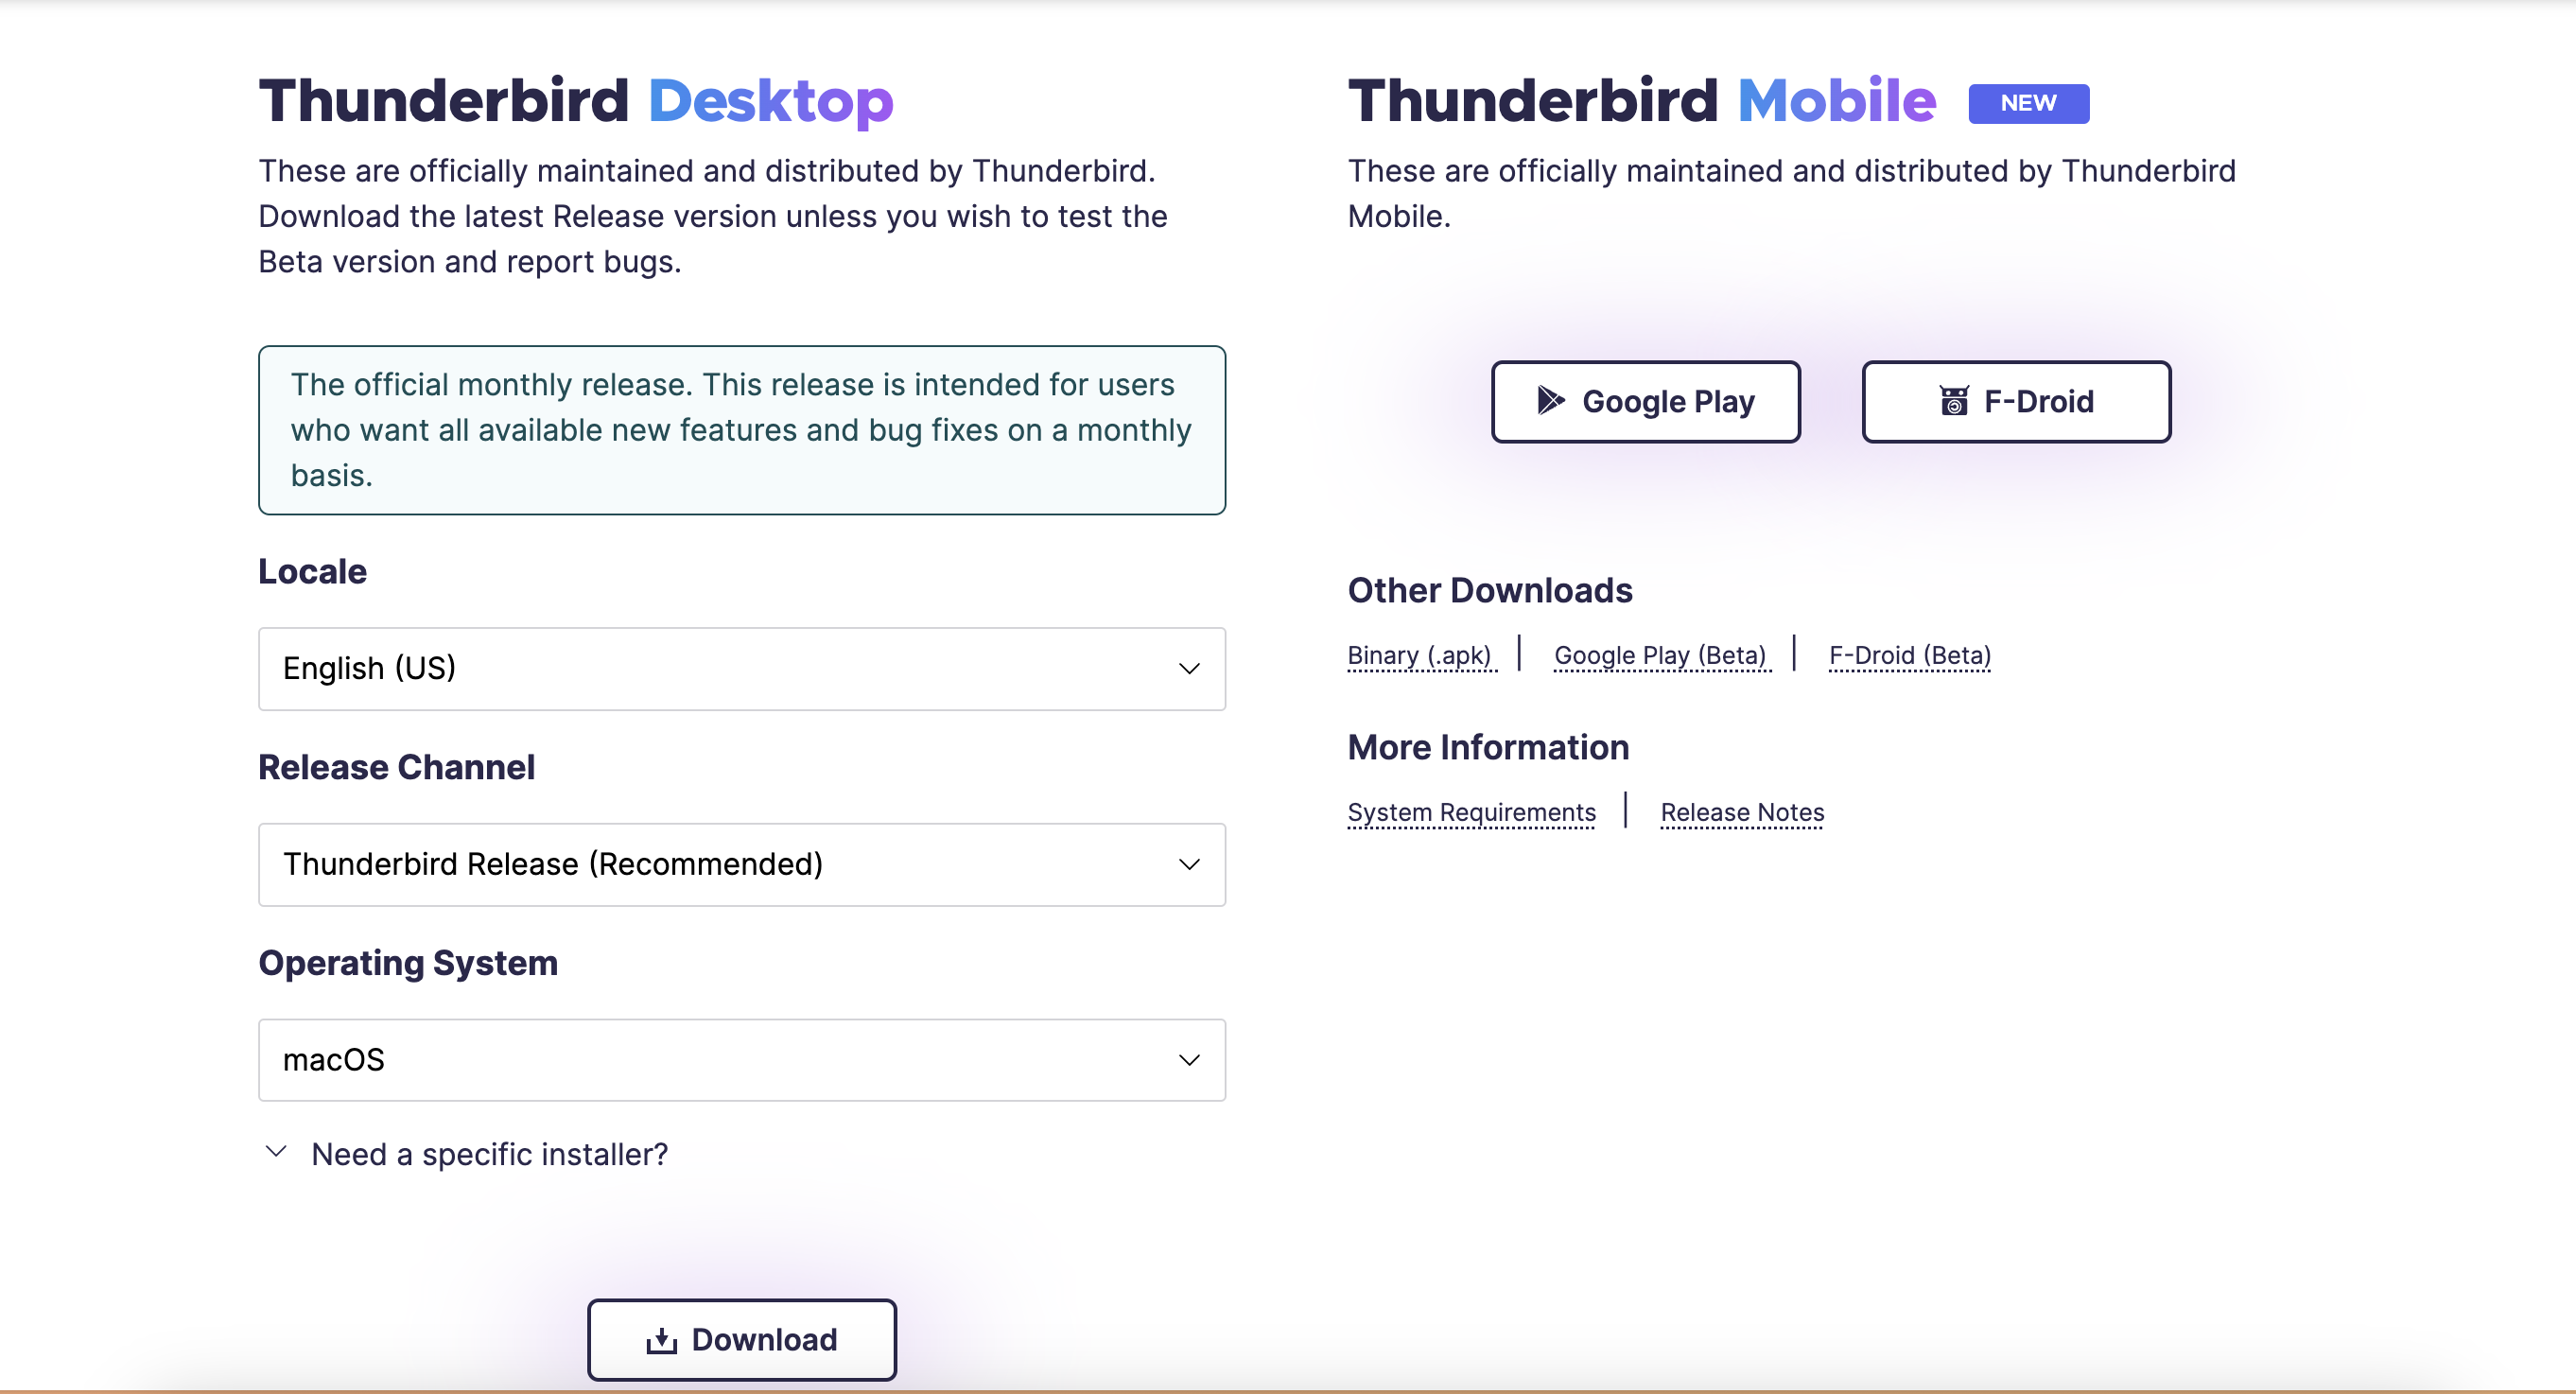 Thunderbird Desktop
These are officially maintained and distributed by Thunderbird.
Download the latest Release version unless you wish to test the
Beta version and report bugs.
The official monthly release. This release is intended for users
who want all available new features and bug fixes on a monthly
basis.
Locale
English (US)
Release Channel
Thunderbird Release (Recommended)
Operating System
macOS
Need a specific installer?
Download
Thunderbird Mobile NEW
These are officially maintained and distributed by Thunderbird
Mobile.
Google Play
F-Droid
Other Downloads
Binary (.apk) | Google Play (Beta) | F-Droid (Beta)
More Information
System Requirements | Release Notes